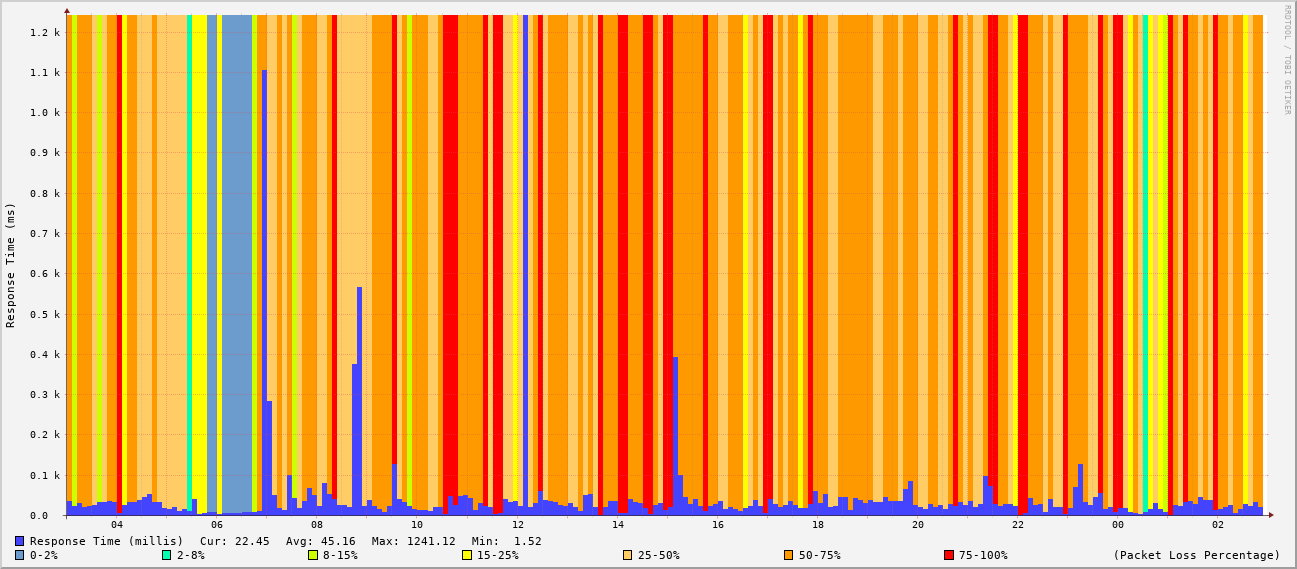 RRDTOOL / TOBI OETIKER
Response Time (ms)
1.2 k
1.1 k
1.0 k
0.9 k
0.8 k
0.7 k
0.6 k
0.5 k
0.4 k
0.3 k
0.2 k
0.1 k
0.0
04 06 08 10 12 14 16 18 20 22 00 02
Response Time (millis) Cur: 22.45 Avg: 45.16 Max: 1241.12 Min: 1.52
0-2% 2-8% 8-15% 15-25% 25-50% 50-75% 75-100% (Packet Loss Percentage)